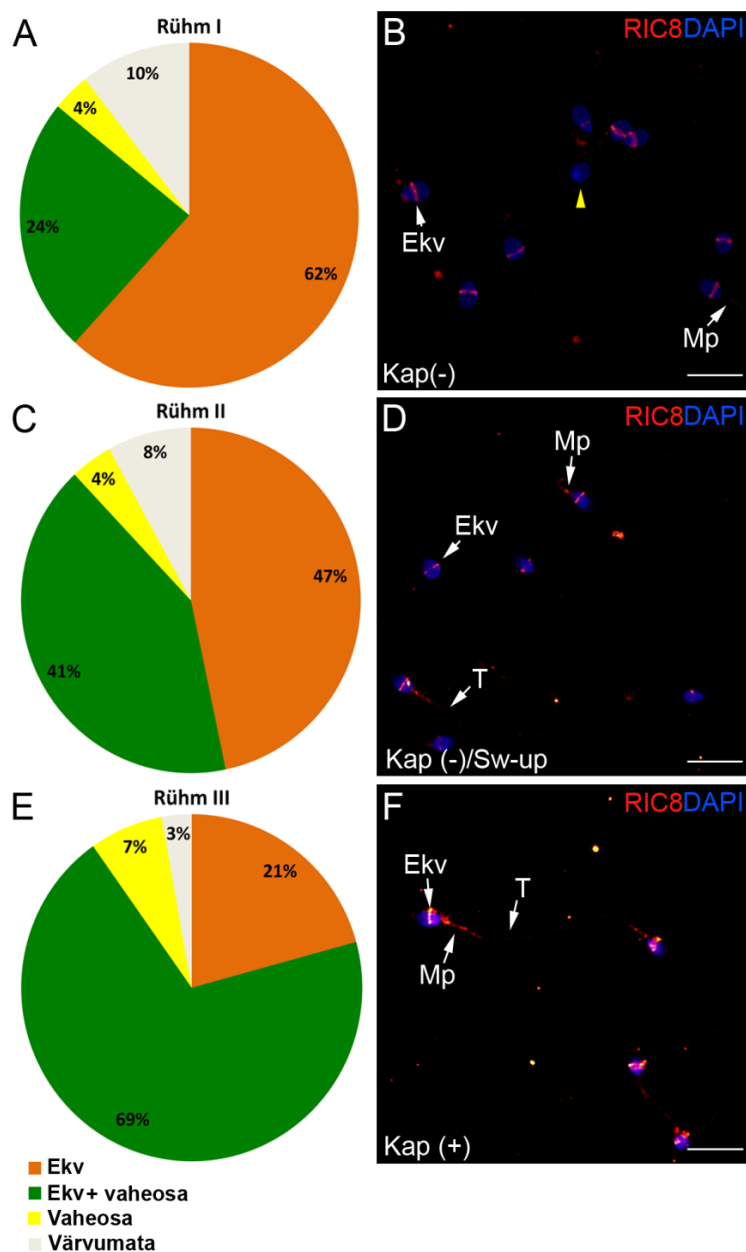 A
Rühm I
10%
4%
24%
62%
B
RIC8DAPI
Ekv
Mp
Kap(-)
C
Rühm II
8%
4%
47%
41%
D
RIC8DAPI
Mp
Ekv
T
Kap (-)/Sw-up
E
Rühm III
3%
7%
21%
69%
F
RIC8DAPI
Ekv
T
Mp
Kap (+)
Ekv
Ekv+ vaheosa
Vaheosa
Värvumata